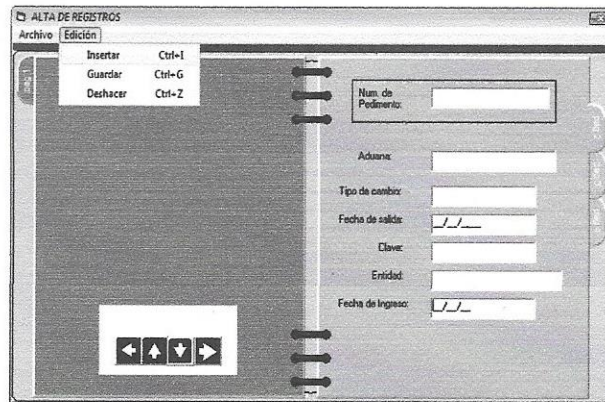 ALTA DE REGISTROS
Archivo Edición
Insertar Ctrl+I
Guardar Ctrl+G
Deshacer Ctrl+Z
Num. de
Pedimento:
Aduana:
Tipo de cambio:
Fecha de salida: __/__/____
Clave:
Entidad:
Fecha de Ingreso: __/__/__